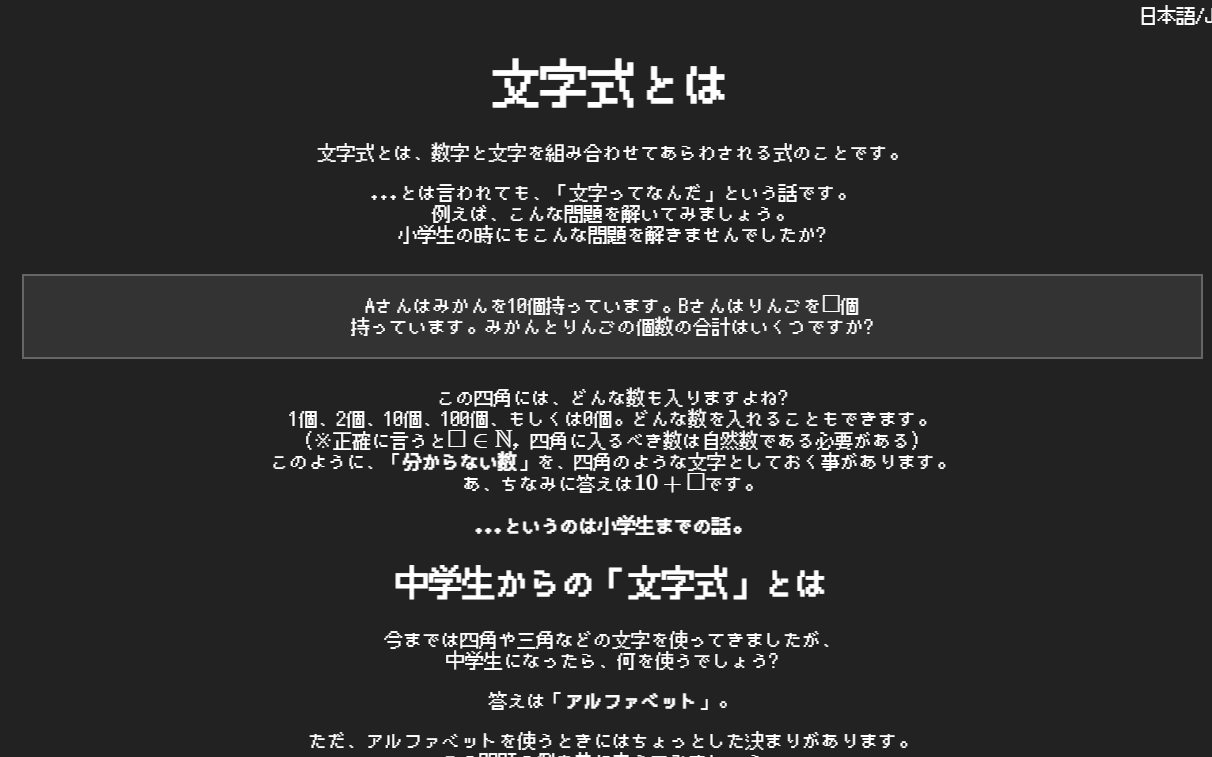 日本語/J
文字式とは
文字式とは、数字と文字を組み合わせてあらわされる式のことです。
...とは言われても、「文字ってなんだ」という話です。
例えば、こんな問題を解いてみましょう。
小学生の時にもこんな問題を解きませんでしたか?
Aさんはみかんを10個持っています。Bさんはりんごを□個
持っています。みかんとりんごの個数の合計はいくつですか?
この四角には、どんな数も入りますよね?
1個、2個、10個、100個、もしくは0個。どんな数を入れることもできます。
（※正確に言うと□ ∈ ℕ, 四角に入るべき数は自然数である必要がある）
このように、「分からない数」を、四角のような文字としておく事があります。
あ、ちなみに答えは10 + □です。
...というのは小学生までの話。
中学生からの「文字式」とは
今までは四角や三角などの文字を使ってきましたが、
中学生になったら、何を使うでしょう?
答えは「アルファベット」。
ただ、アルファベットを使うときにはちょっとした決まりがあります。